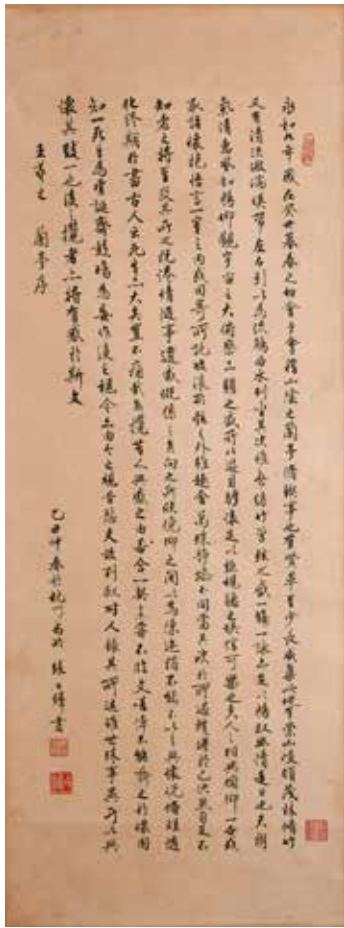 永和九年歲在癸丑暮春之初會于會稽山陰之蘭亭脩禊事也群賢畢至少長咸集此地有崇山峻領茂林脩竹
又有清流激湍暎帶左右引以為流觴曲水列坐其次雖無絲竹管弦之盛一觴一詠亦足以暢敘幽情是日也天朗
氣清惠風和暢仰觀宇宙之大俯察品類之盛所以遊目騁懷足以極視聽之娛信可樂也夫人之相與俯仰一世或
取諸懷抱悟言一室之內或因寄所託放浪形骸之外雖趣舍萬殊靜躁不同當其欣於所遇暫得於己快然自足不
知老之將至及其所之既惓情隨事遷感慨係之矣向之所欣俛仰之間以為陳迹猶不能不以之興懷況脩短隨
化終期於盡古人云死生亦大矣豈不痛哉每攬昔人興感之由若合一契未嘗不臨文嗟悼不能喻之於懷固
知一死生為虛誕齊彭殤為妄作後之視今亦由今之視昔悲夫故列敘時人錄其所述雖世殊事異所以興
懷其致一也後之攬者亦將有感於斯文
王羲之 蘭亭序
乙丑年春於杭州 張 書